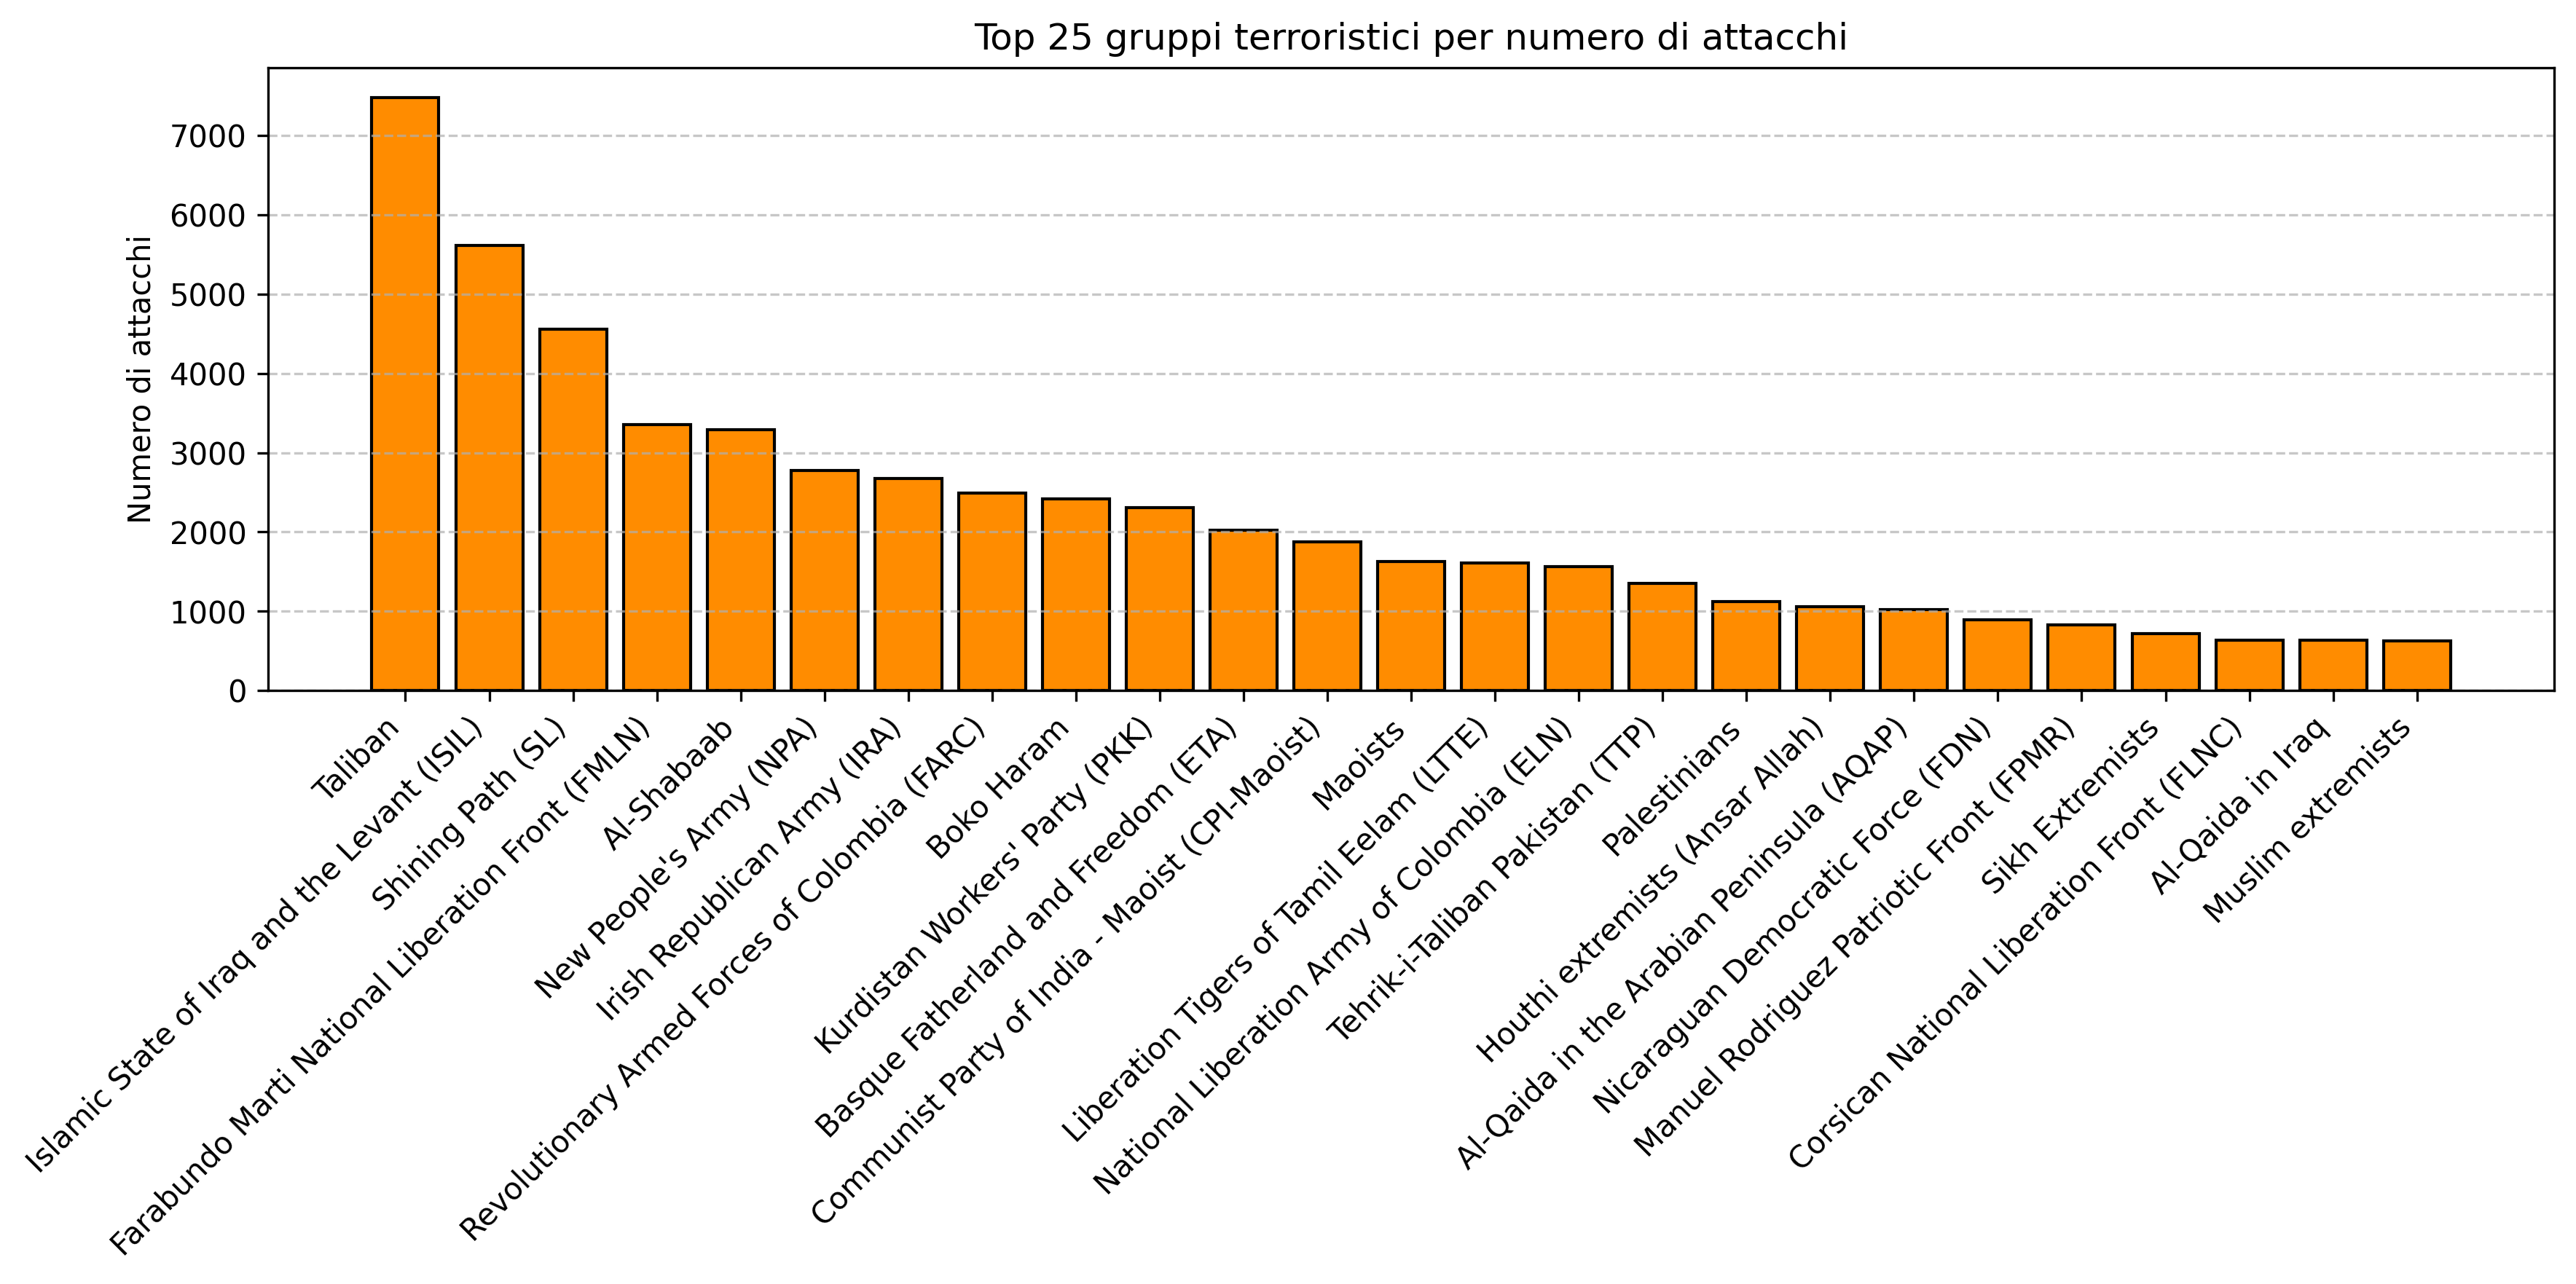 Top 25 gruppi terroristici per numero di attacchi
Numero di attacchi
7000
6000
5000
4000
3000
2000
1000
0
Taliban
Islamic State of Iraq and the Levant (ISIL)
Shining Path (SL)
Farabundo Marti National Liberation Front (FMLN)
Al-Shabaab
New People's Army (NPA)
Irish Republican Army (IRA)
Revolutionary Armed Forces of Colombia (FARC)
Boko Haram
Kurdistan Workers' Party (PKK)
Basque Fatherland and Freedom (ETA)
Communist Party of India - Maoist (CPI-Maoist)
Maoists
Liberation Tigers of Tamil Eelam (LTTE)
National Liberation Army of Colombia (ELN)
Tehrik-i-Taliban Pakistan (TTP)
Palestinians
Houthi extremists (Ansar Allah)
Al-Qaida in the Arabian Peninsula (AQAP)
Nicaraguan Democratic Force (FDN)
Manuel Rodriguez Patriotic Front (FPMR)
Sikh Extremists
Corsican National Liberation Front (FLNC)
Al-Qaida in Iraq
Muslim extremists